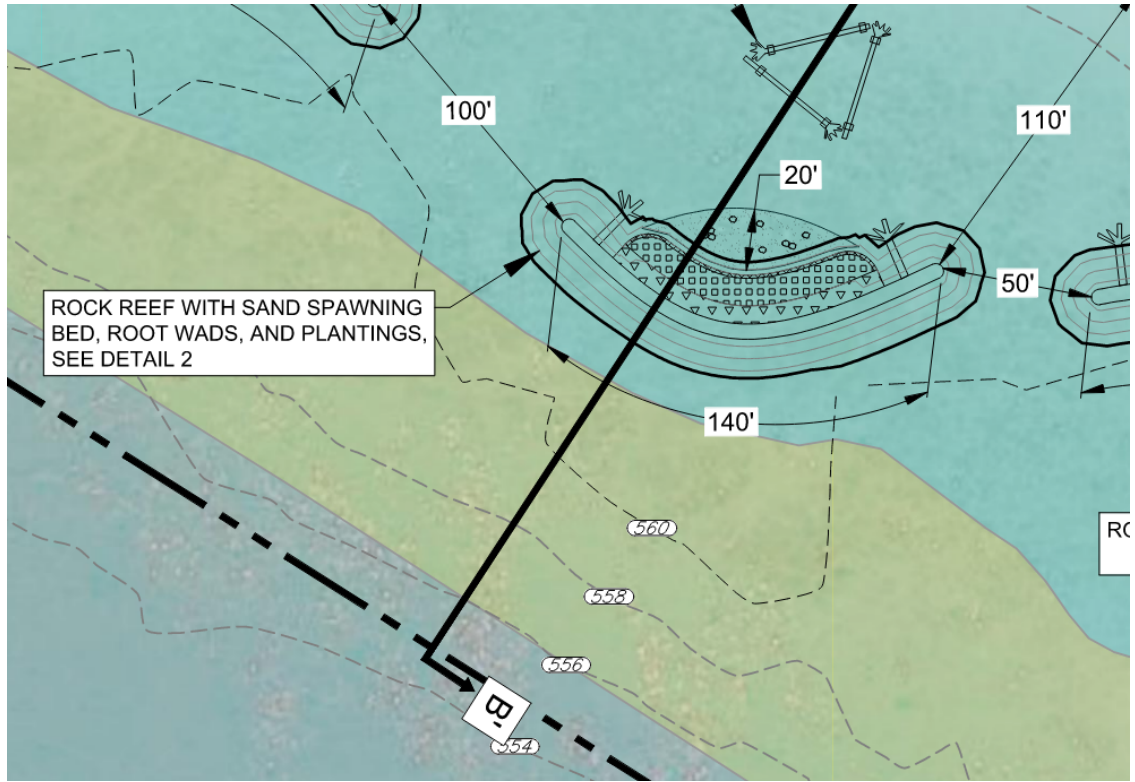 100'
110'
20'
50'
ROCK REEF WITH SAND SPAWNING
BED, ROOT WADS, AND PLANTINGS,
SEE DETAIL 2
140'
560
RO
558
556
B'
554